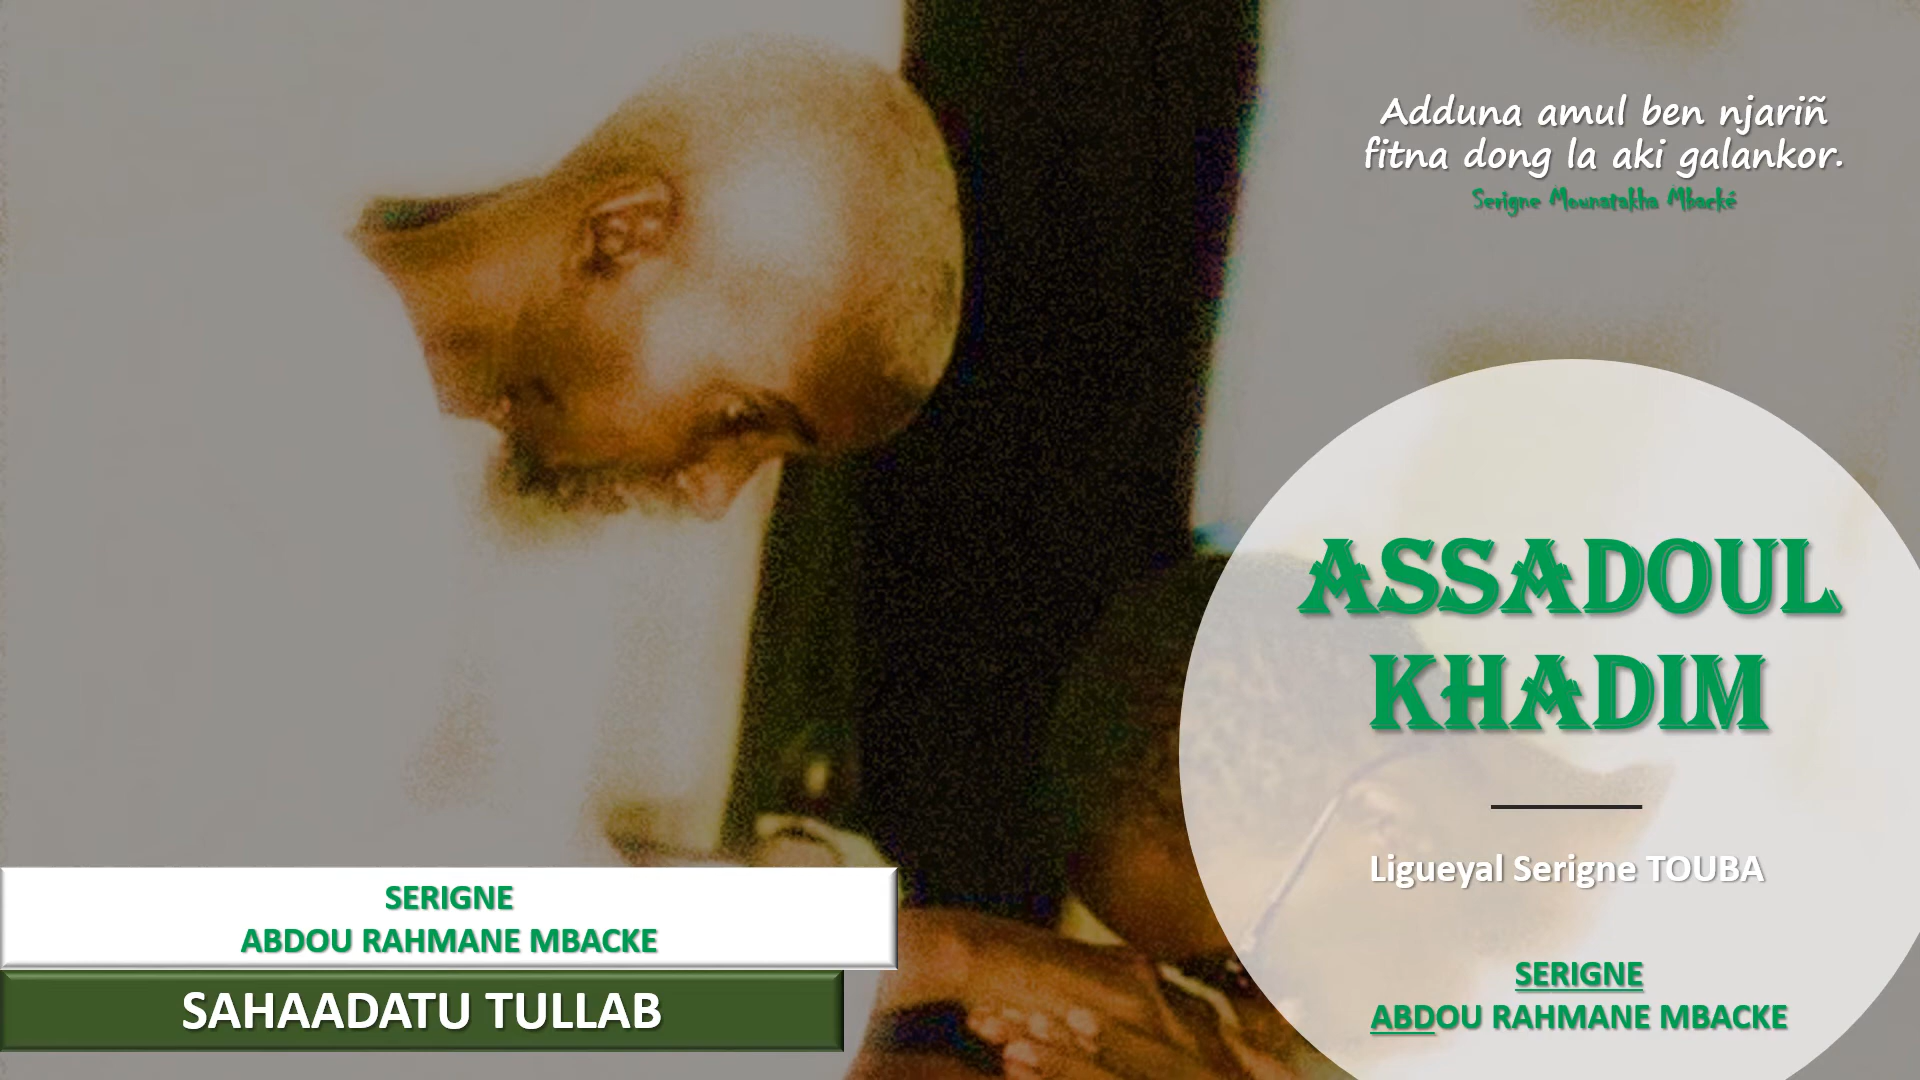 Adduna amul ben njariñ
fitna dong la aki galankor.
Serigne Mounatakha Mbacké
ASSADOUL
KHADIM
Ligueyal Serigne TOUBA
SERIGNE
ABDOU RAHMANE MBACKE
SERIGNE
ABDOU RAHMANE MBACKE
SAHAADATU TULLAB